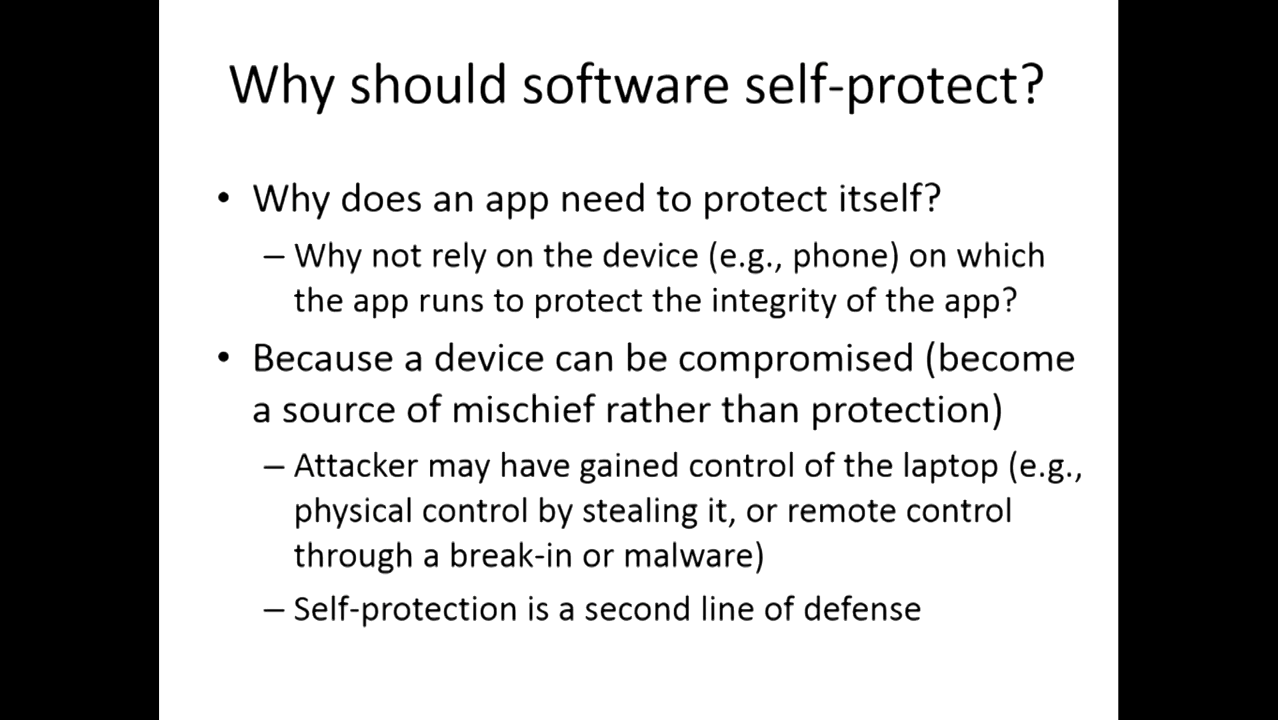 Why should software self-protect?
• Why does an app need to protect itself?
– Why not rely on the device (e.g., phone) on which
the app runs to protect the integrity of the app?
• Because a device can be compromised (become
a source of mischief rather than protection)
– Attacker may have gained control of the laptop (e.g.,
physical control by stealing it, or remote control
through a break-in or malware)
– Self-protection is a second line of defense